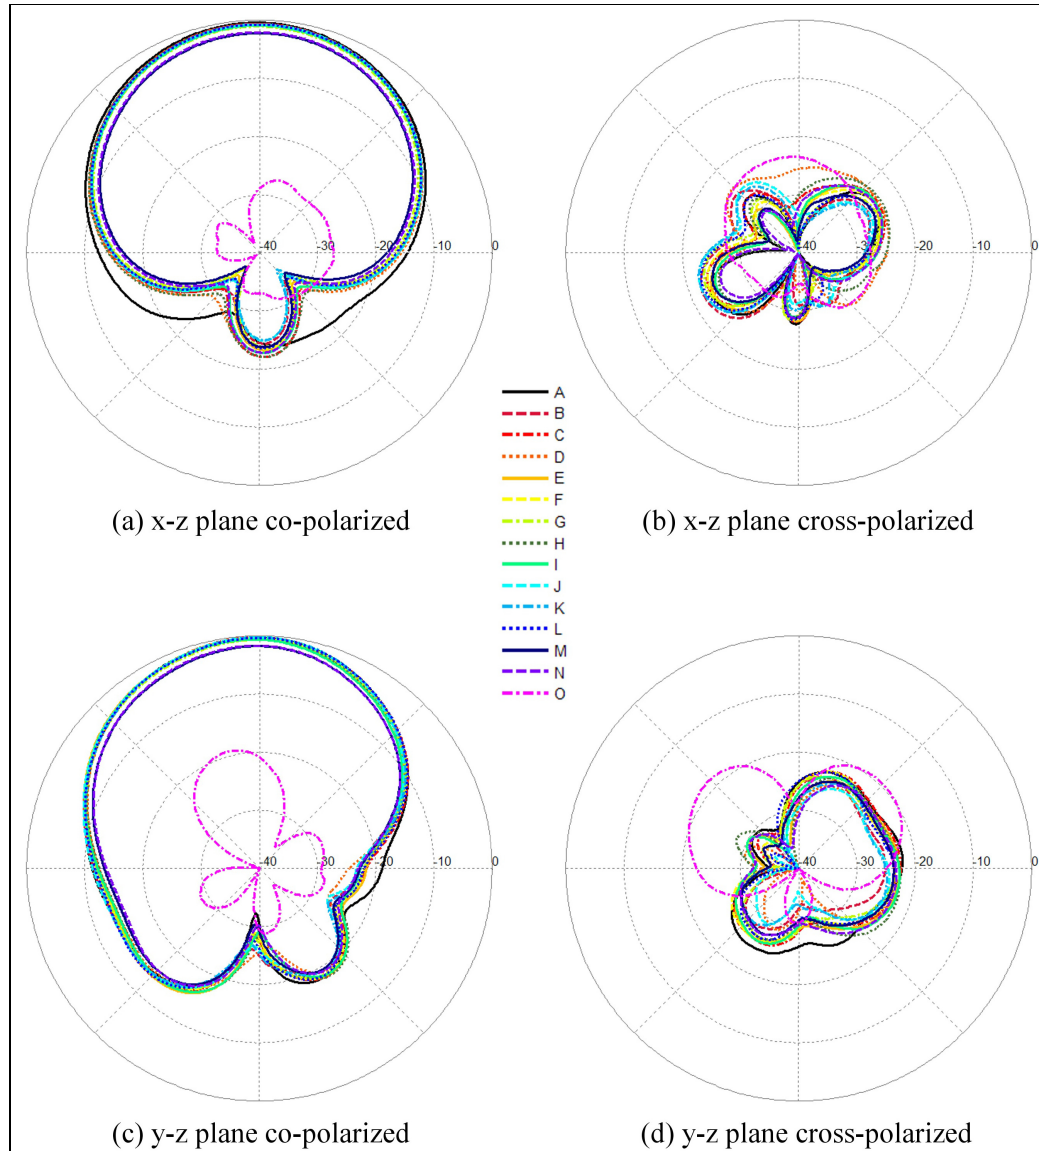 -40 -30 -20 -10 0
-40 -30 -20 -10 0
(a) x-z plane co-polarized
(b) x-z plane cross-polarized
A
B
C
D
E
F
G
H
I
J
K
L
M
N
O
-40 -30 -20 -10 0
-40 -30 -20 -10 0
(c) y-z plane co-polarized
(d) y-z plane cross-polarized